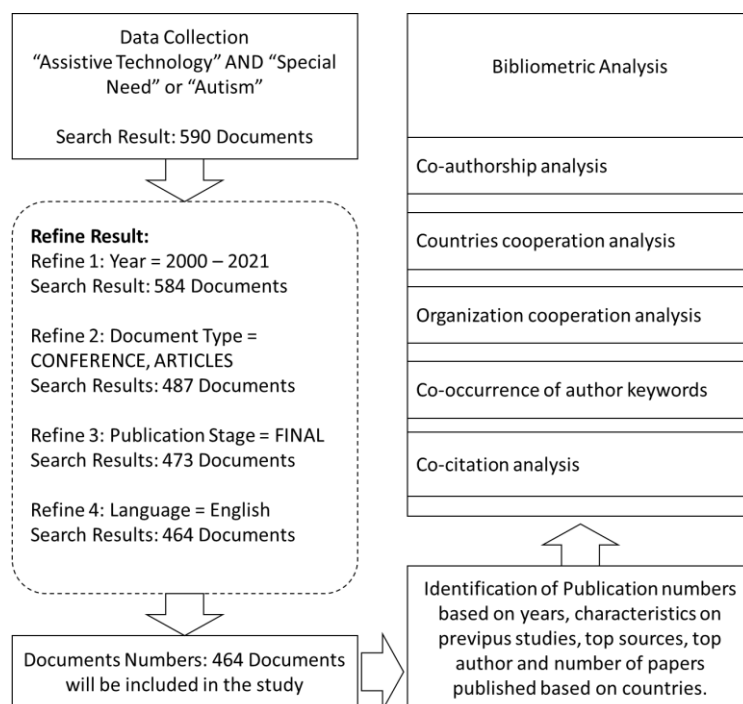 Data Collection
“Assistive Technology” AND “Special
Need” or “Autism”
Search Result: 590 Documents
Refine Result:
Refine 1: Year = 2000 – 2021
Search Result: 584 Documents
Refine 2: Document Type =
CONFERENCE, ARTICLES
Search Results: 487 Documents
Refine 3: Publication Stage = FINAL
Search Results: 473 Documents
Refine 4: Language = English
Search Results: 464 Documents
Documents Numbers: 464 Documents
will be included in the study
Identification of Publication numbers
based on years, characteristics on
previpus studies, top sources, top
author and number of papers
published based on countries.
Bibliometric Analysis
Co-authorship analysis
Countries cooperation analysis
Organization cooperation analysis
Co-occurrence of author keywords
Co-citation analysis